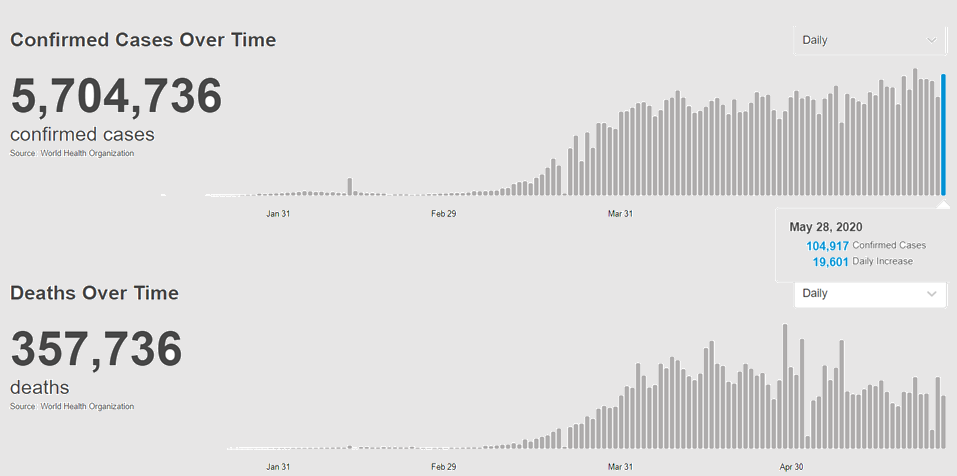 Confirmed Cases Over Time
Daily
5,704,736
confirmed cases
Source World Health Organization
Jan 31
Feb 29
Mar 31
May 28, 2020
104,917 Confirmed Cases
19,601 Daily Increase
Deaths Over Time
Daily
357,736
deaths
Source World Health Organization
Jan 31
Feb 29
Mar 31
Apr 30